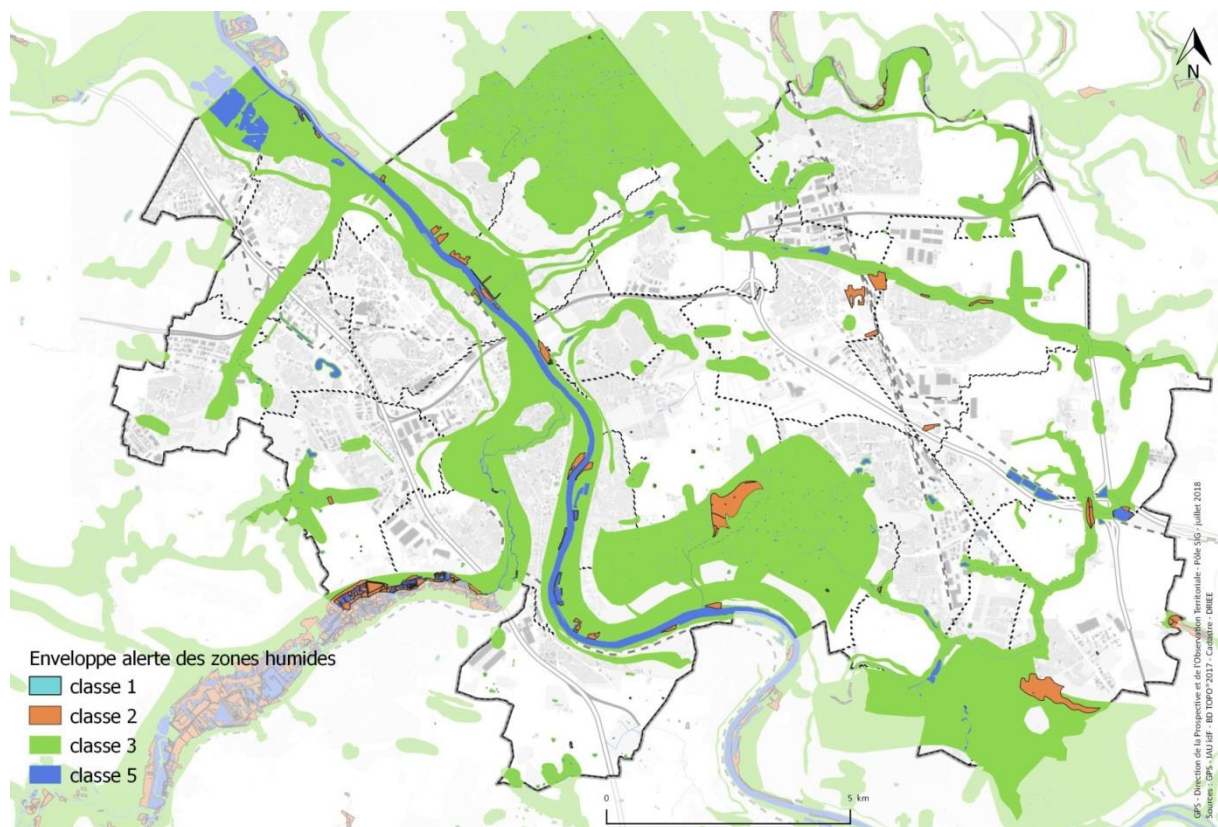 N
Enveloppe alerte des zones humides
classe 1
classe 2
classe 3
classe 5
0
5 km
GPS - Direction de la Prospective et de l'Observation Territoriale - Pôle SIG - juillet 2018
Sources : GPS - IAU idF - BD TOPO®2017 - Cadastre - DRIEE